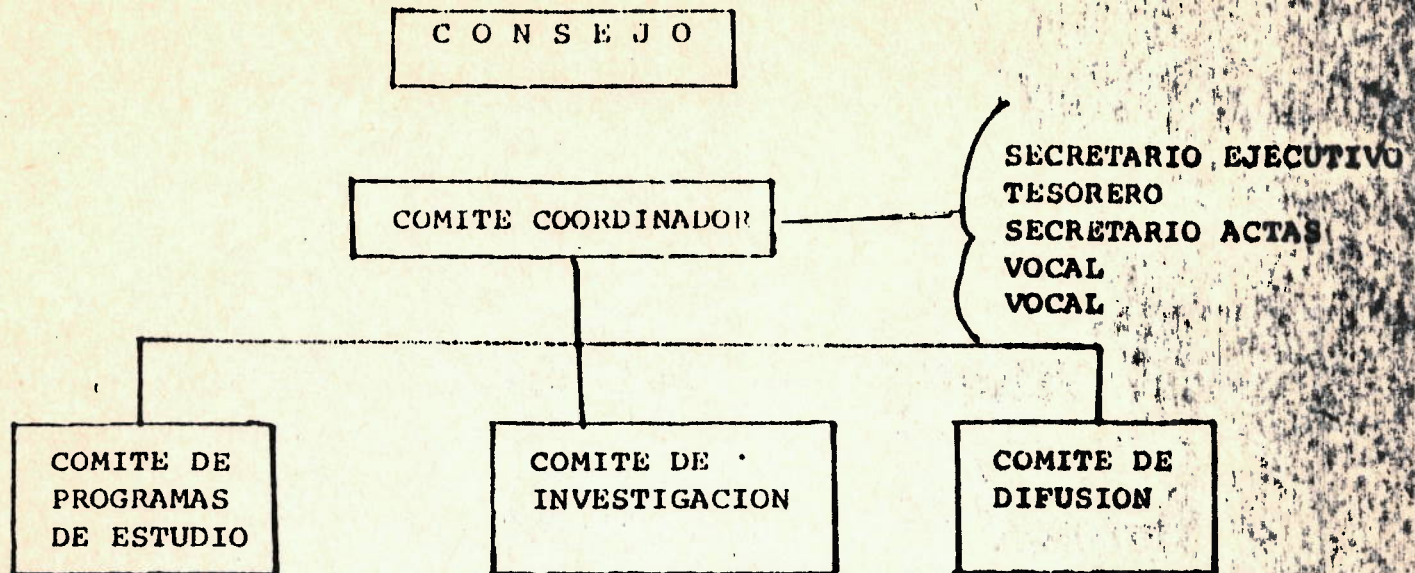 C O N S E J O
COMITE COORDINADOR
SECRETARIO EJECUTIVO
TESORERO
SECRETARIO ACTAS
VOCAL
VOCAL
COMITE DE
PROGRAMAS
DE ESTUDIO
COMITE DE
INVESTIGACION
COMITE DE
DIFUSION